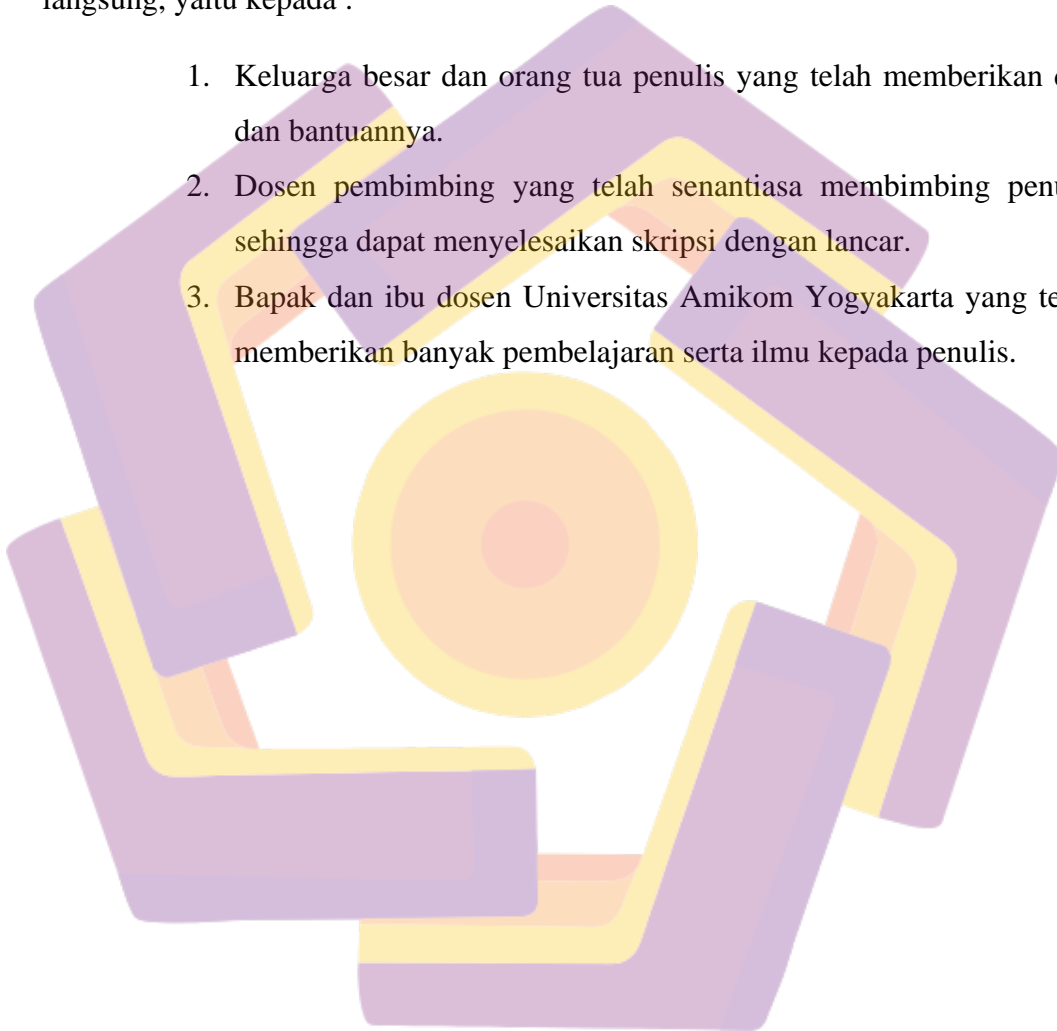 langsung, yaitu kepada :
1. Keluarga besar dan orang tua penulis yang telah memberikan
dan bantuannya.
2. Dosen pembimbing yang telah senantiasa membimbing
sehingga dapat menyelesaikan skripsi dengan lancar.
3. Bapak dan ibu dosen Universitas Amikom Yogyakarta yang
memberikan banyak pembelajaran serta ilmu kepada penulis.